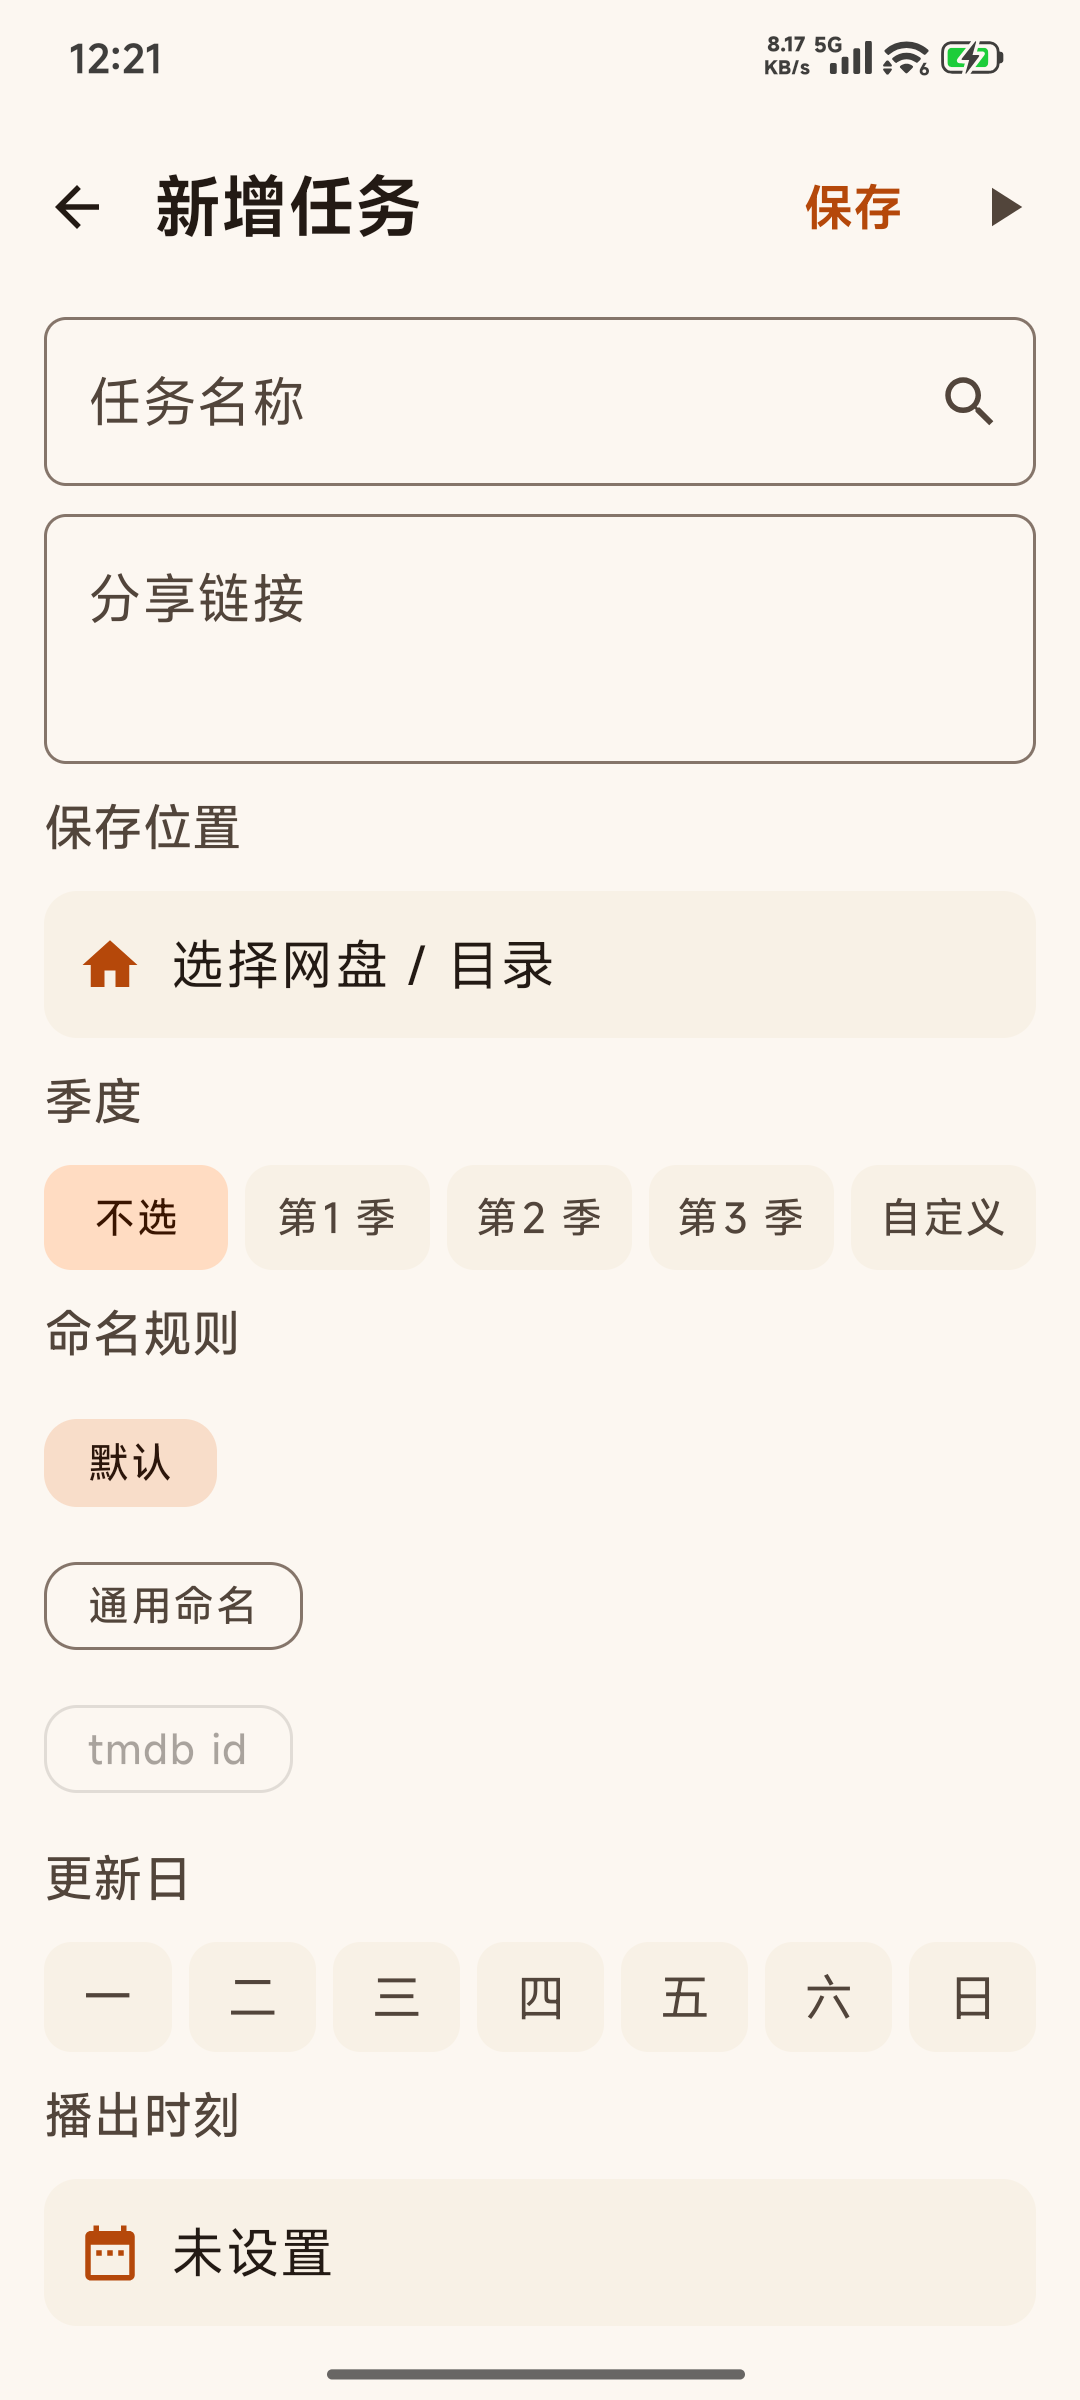 12:21
8.17 KB/s 5G 6
新增任务 保存
任务名称
分享链接
保存位置
选择网盘 / 目录
季度
不选 第1 季 第2 季 第3 季 自定义
命名规则
默认
通用命名
tmdb id
更新日
一 二 三 四 五 六 日
播出时刻
未设置